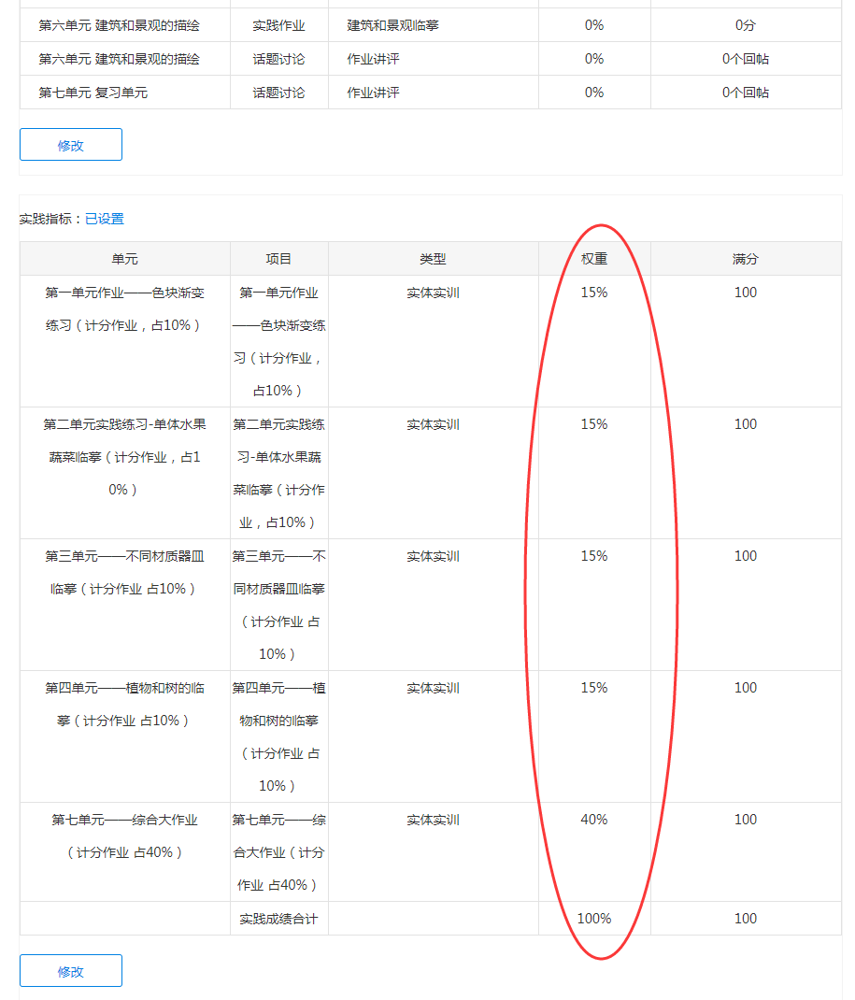 第六单元 建筑和景观的描绘 实践作业 建筑和景观临摹 0% 0分
第六单元 建筑和景观的描绘 话题讨论 作业讲评 0% 0个回帖
第七单元 复习单元 话题讨论 作业讲评 0% 0个回帖
修改
实践指标：已设置
单元 项目 类型 权重 满分
第一单元作业——色块渐变 第一单元作业 实体实训 15% 100
练习（计分作业，占10%） ——色块渐变练
习（计分作业，
占10%）
第二单元实践练习-单体水果 第二单元实践练 实体实训 15% 100
蔬菜临摹（计分作业，占1 习-单体水果蔬
0%） 菜临摹（计分作
业，占10%）
第三单元——不同材质器皿 第三单元——不 实体实训 15% 100
临摹（计分作业 占10%） 同材质器皿临摹
（计分作业 占
10%）
第四单元——植物和树的临 第四单元——植 实体实训 15% 100
摹（计分作业 占10%） 物和树的临摹
（计分作业 占
10%）
第七单元——综合大作业 第七单元——综 实体实训 40% 100
（计分作业 占40%） 合大作业（计分
作业 占40%）
实践成绩合计 100% 100
修改